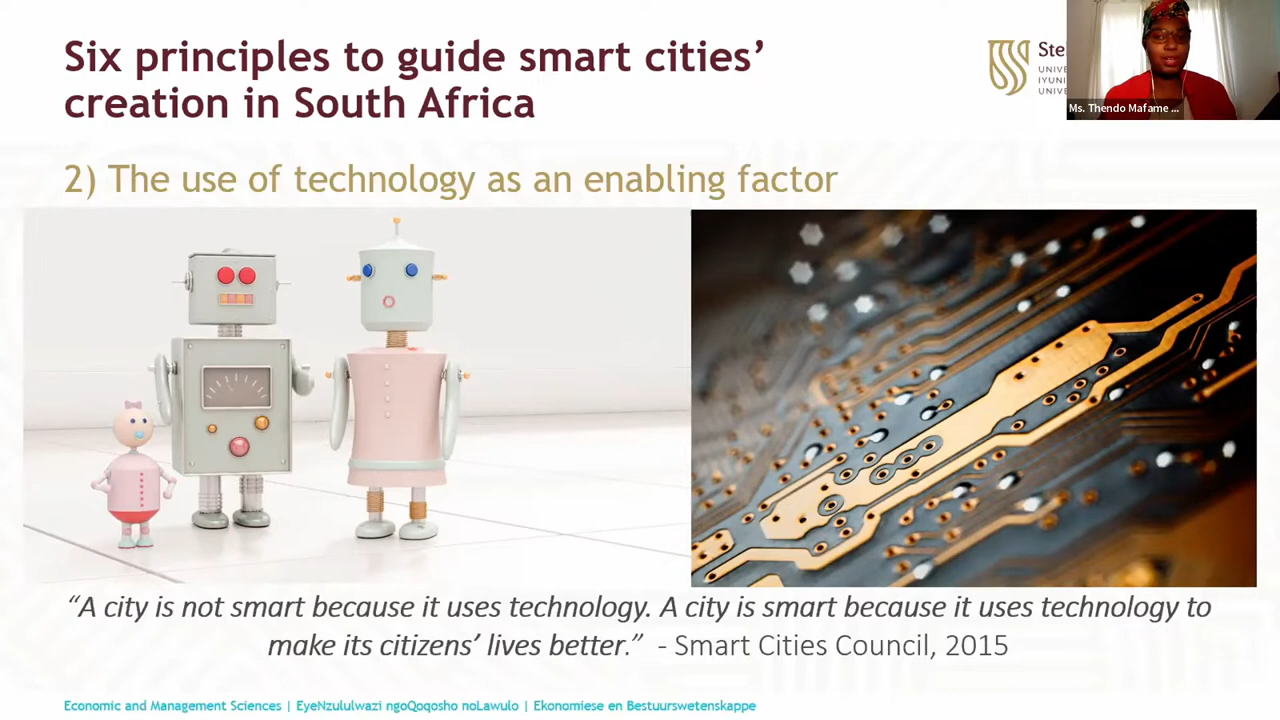 Six principles to guide smart cities’
creation in South Africa
Ms. Thendo Mafame ...
2) The use of technology as an enabling factor
“A city is not smart because it uses technology. A city is smart because it uses technology to
make its citizens’ lives better.” - Smart Cities Council, 2015
Economic and Management Sciences | EyeNzululwazi ngoQoqosho noLawulo | Ekonomiese en Bestuurswetenskappe